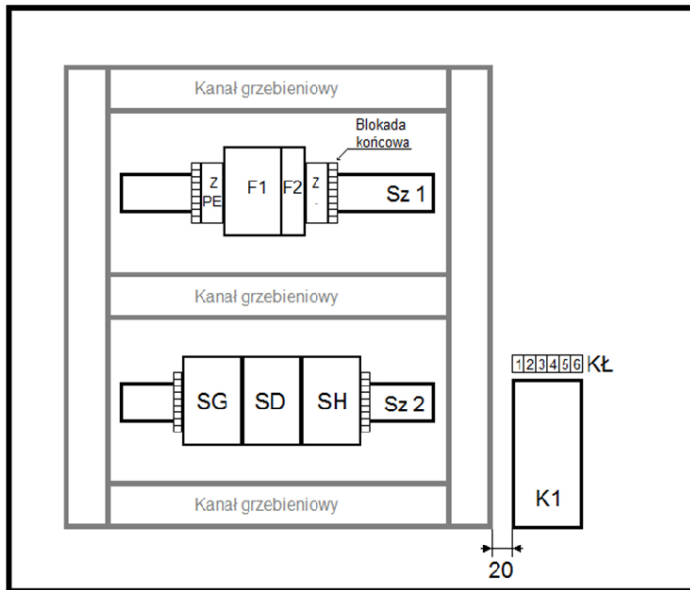 Kanał grzebieniowy
Blokada
końcowa
Z
PE
F1
F2
Z
-
Sz 1
Kanał grzebieniowy
1 2 3 4 5 6 KŁ
SG
SD
SH
Sz 2
K1
Kanał grzebieniowy
20